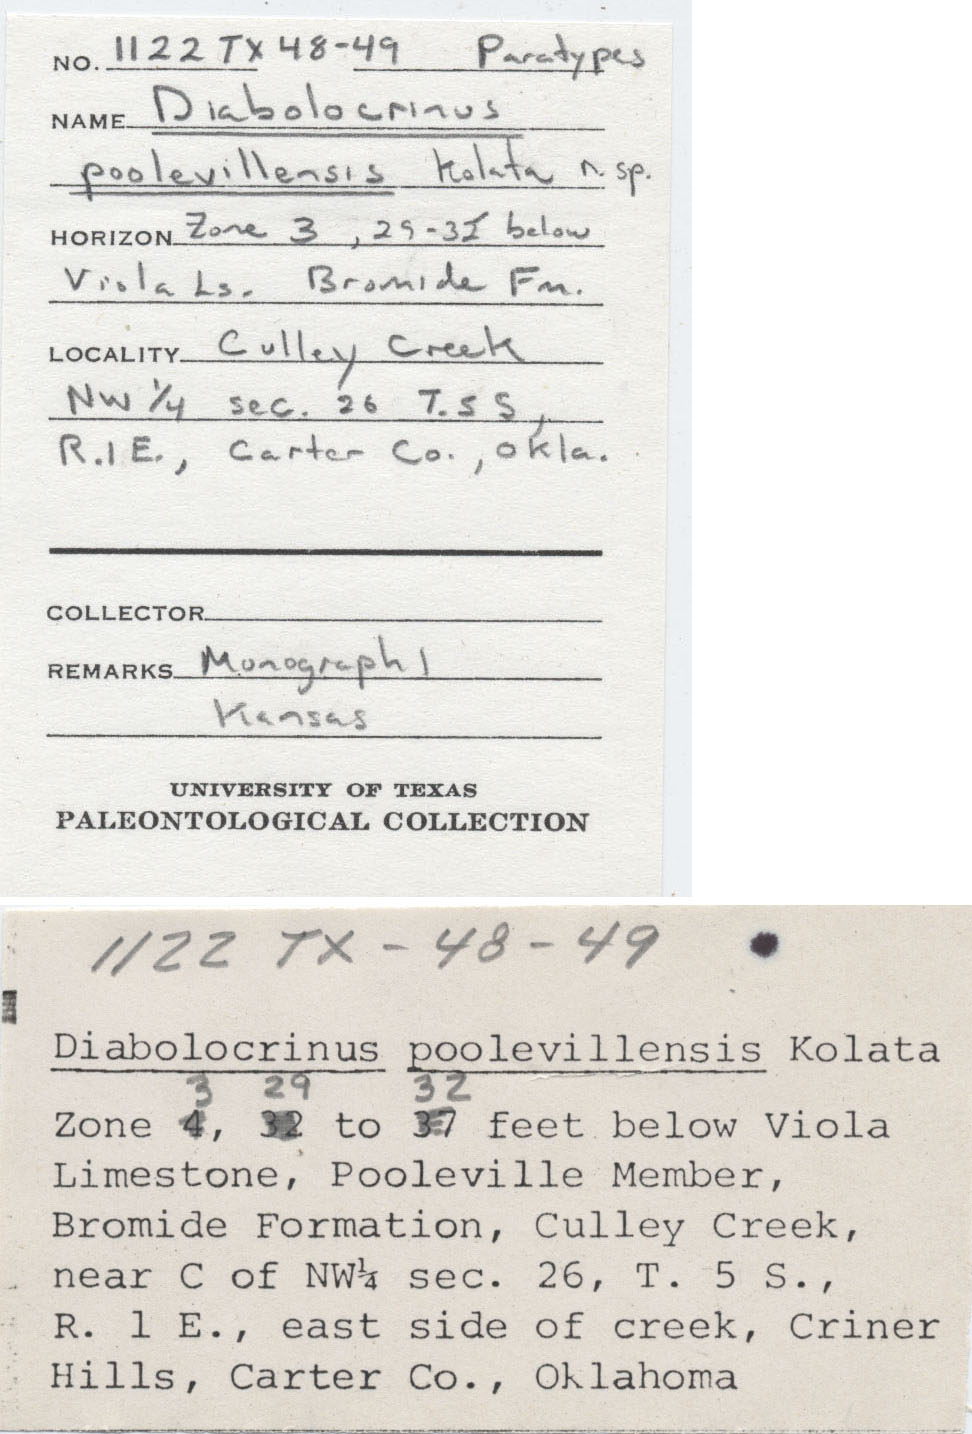 NO. 1122 TX 48-49 Paratypes
NAME Diabolocrinus
poolevillensis Kolata n. sp.
HORIZON Zone 3, 29-32 below
Viola Ls. Bromide Fm.
LOCALITY Culley Creek
NW 1/4 sec. 26 T. 5 S,
R. 1 E., Carter Co., Okla.
COLLECTOR
REMARKS Monograph 1
Kansas
UNIVERSITY OF TEXAS
PALEONTOLOGICAL COLLECTION
1122 TX - 48 - 49
Diabolocrinus poolevillensis Kolata
3 29 32
Zone 4, 32 to 37 feet below Viola
Limestone, Pooleville Member,
Bromide Formation, Culley Creek,
near C of NW¼ sec. 26, T. 5 S.,
R. 1 E., east side of creek, Criner
Hills, Carter Co., Oklahoma